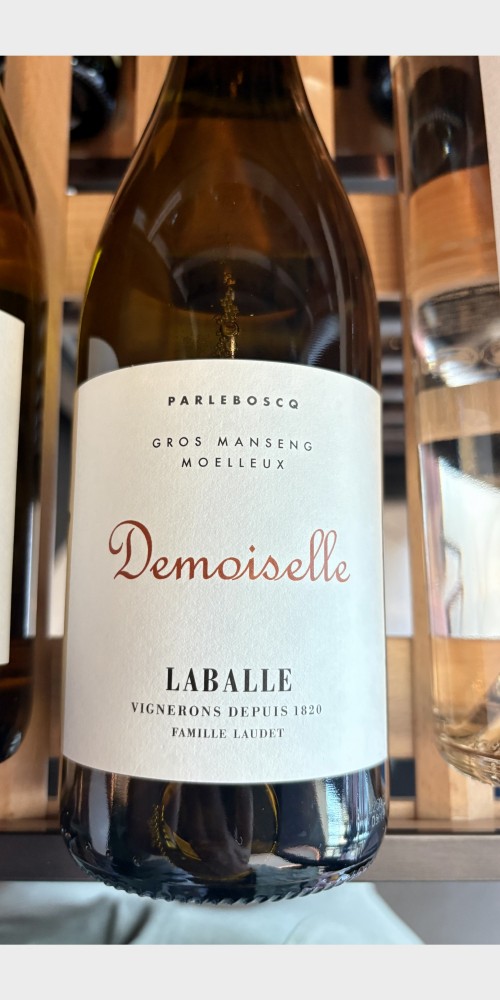 PARLEBOSCQ
GROS MANSENG
MOELLEUX
Demoiselle
LABALLE
VIGNERONS DEPUIS 1820
FAMILLE LAUDET